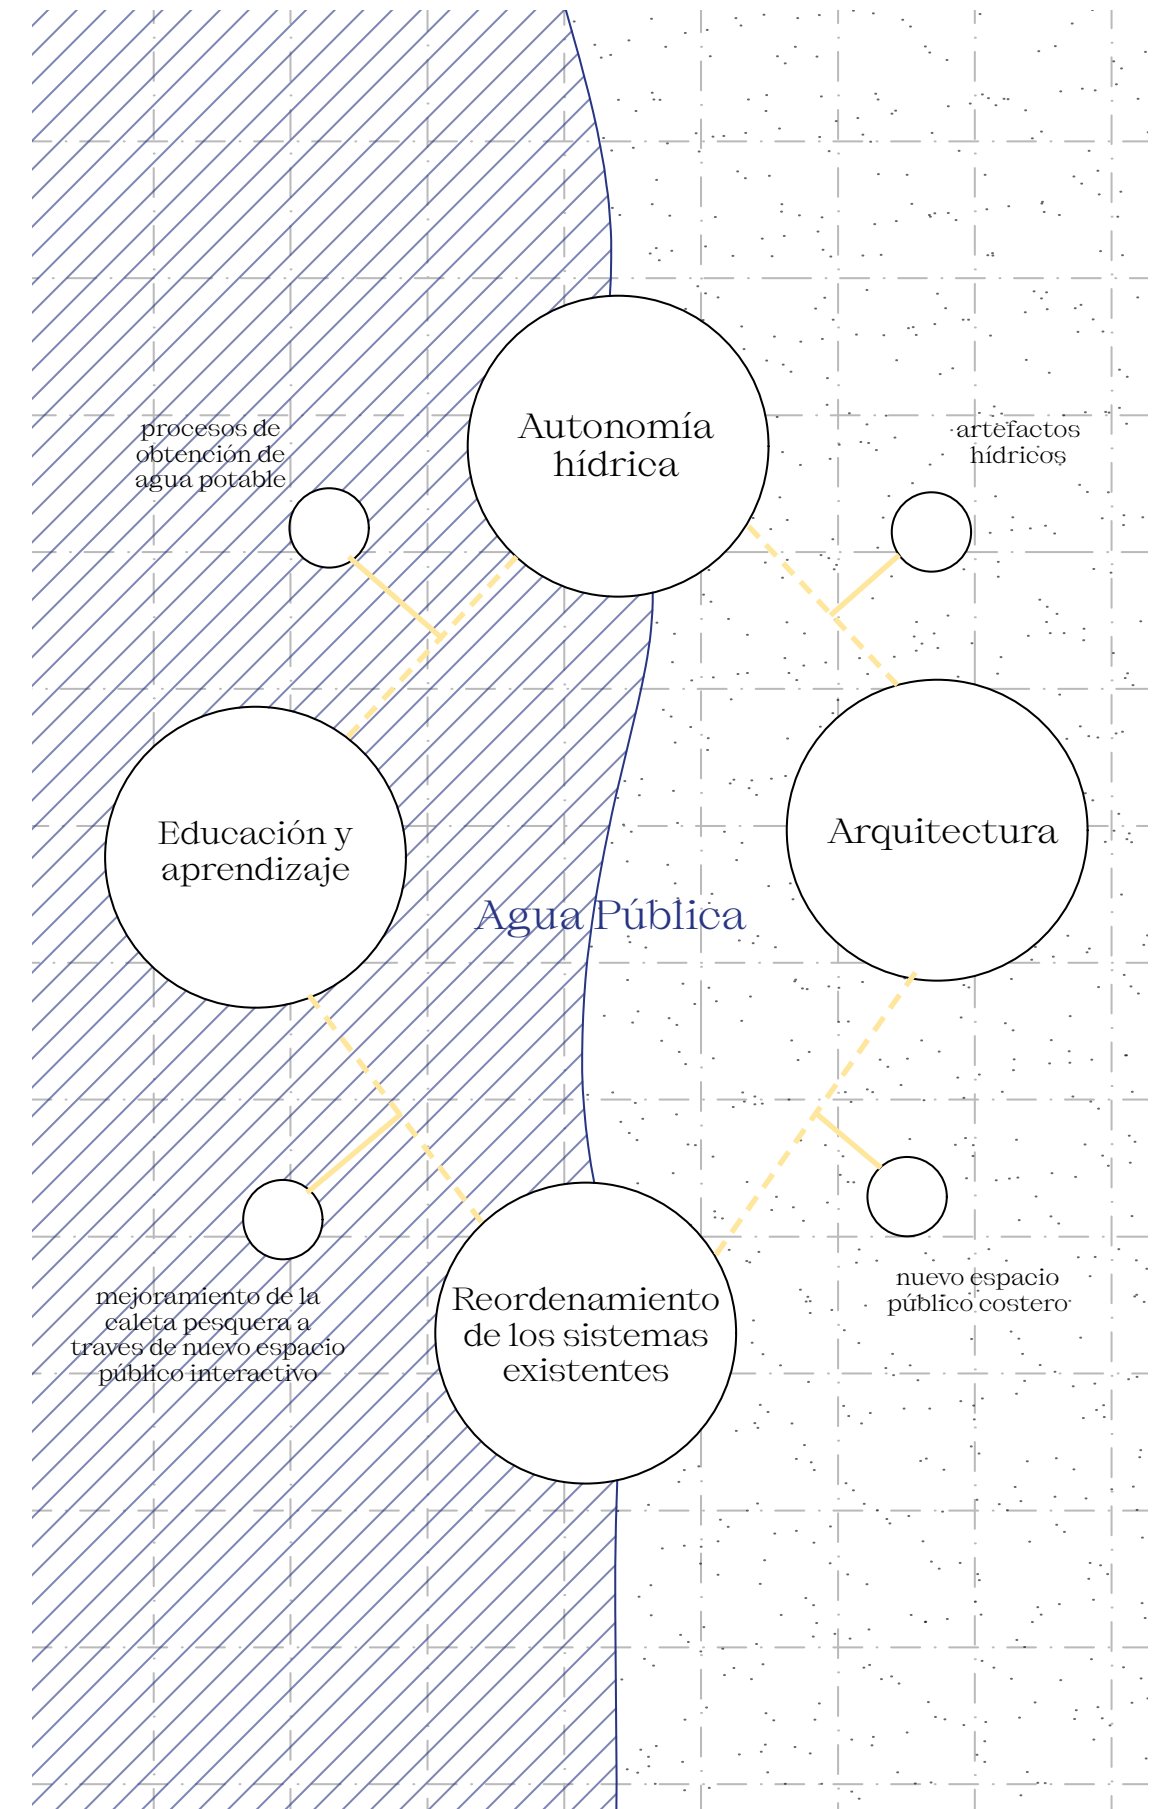 Autonomía
hídrica
procesos de
obtención de
agua potable
artefactos
hídricos
Educación y
aprendizaje
Arquitectura
Agua Pública
mejoramiento de la
caleta pesquera a
traves de nuevo espacio
público interactivo
Reordenamiento
de los sistemas
existentes
nuevo espacio
público costero